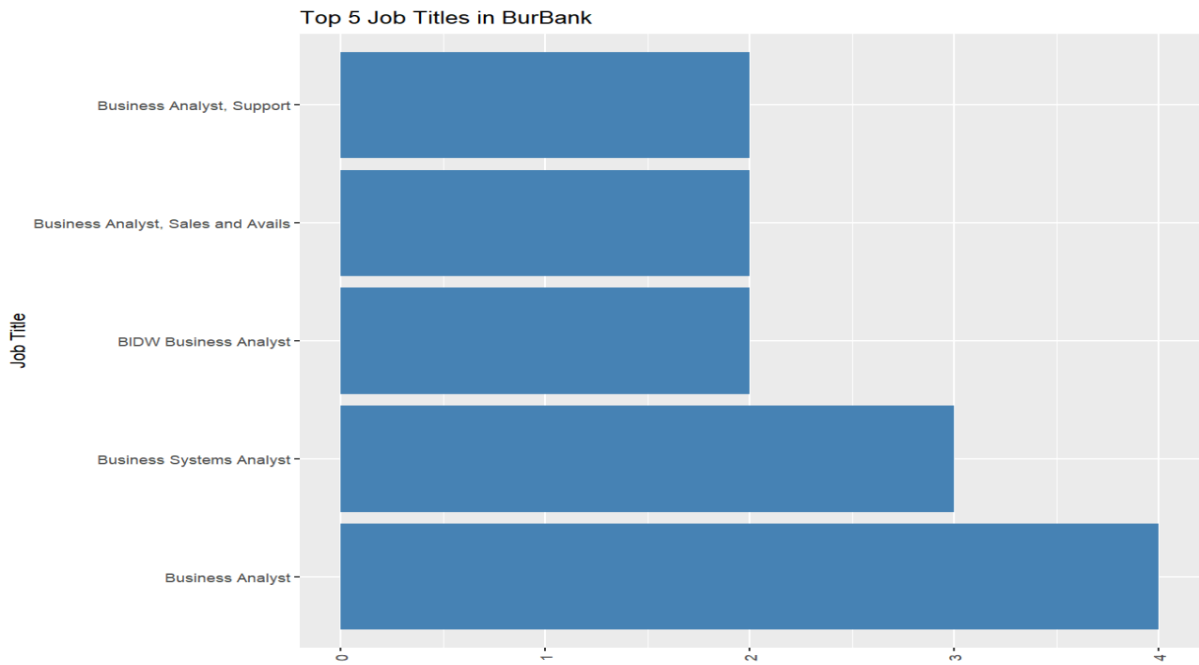 Top 5 Job Titles in BurBank
Job Title
Business Analyst, Support
Business Analyst, Sales and Avails
BIDW Business Analyst
Business Systems Analyst
Business Analyst
0 1 2 3 4